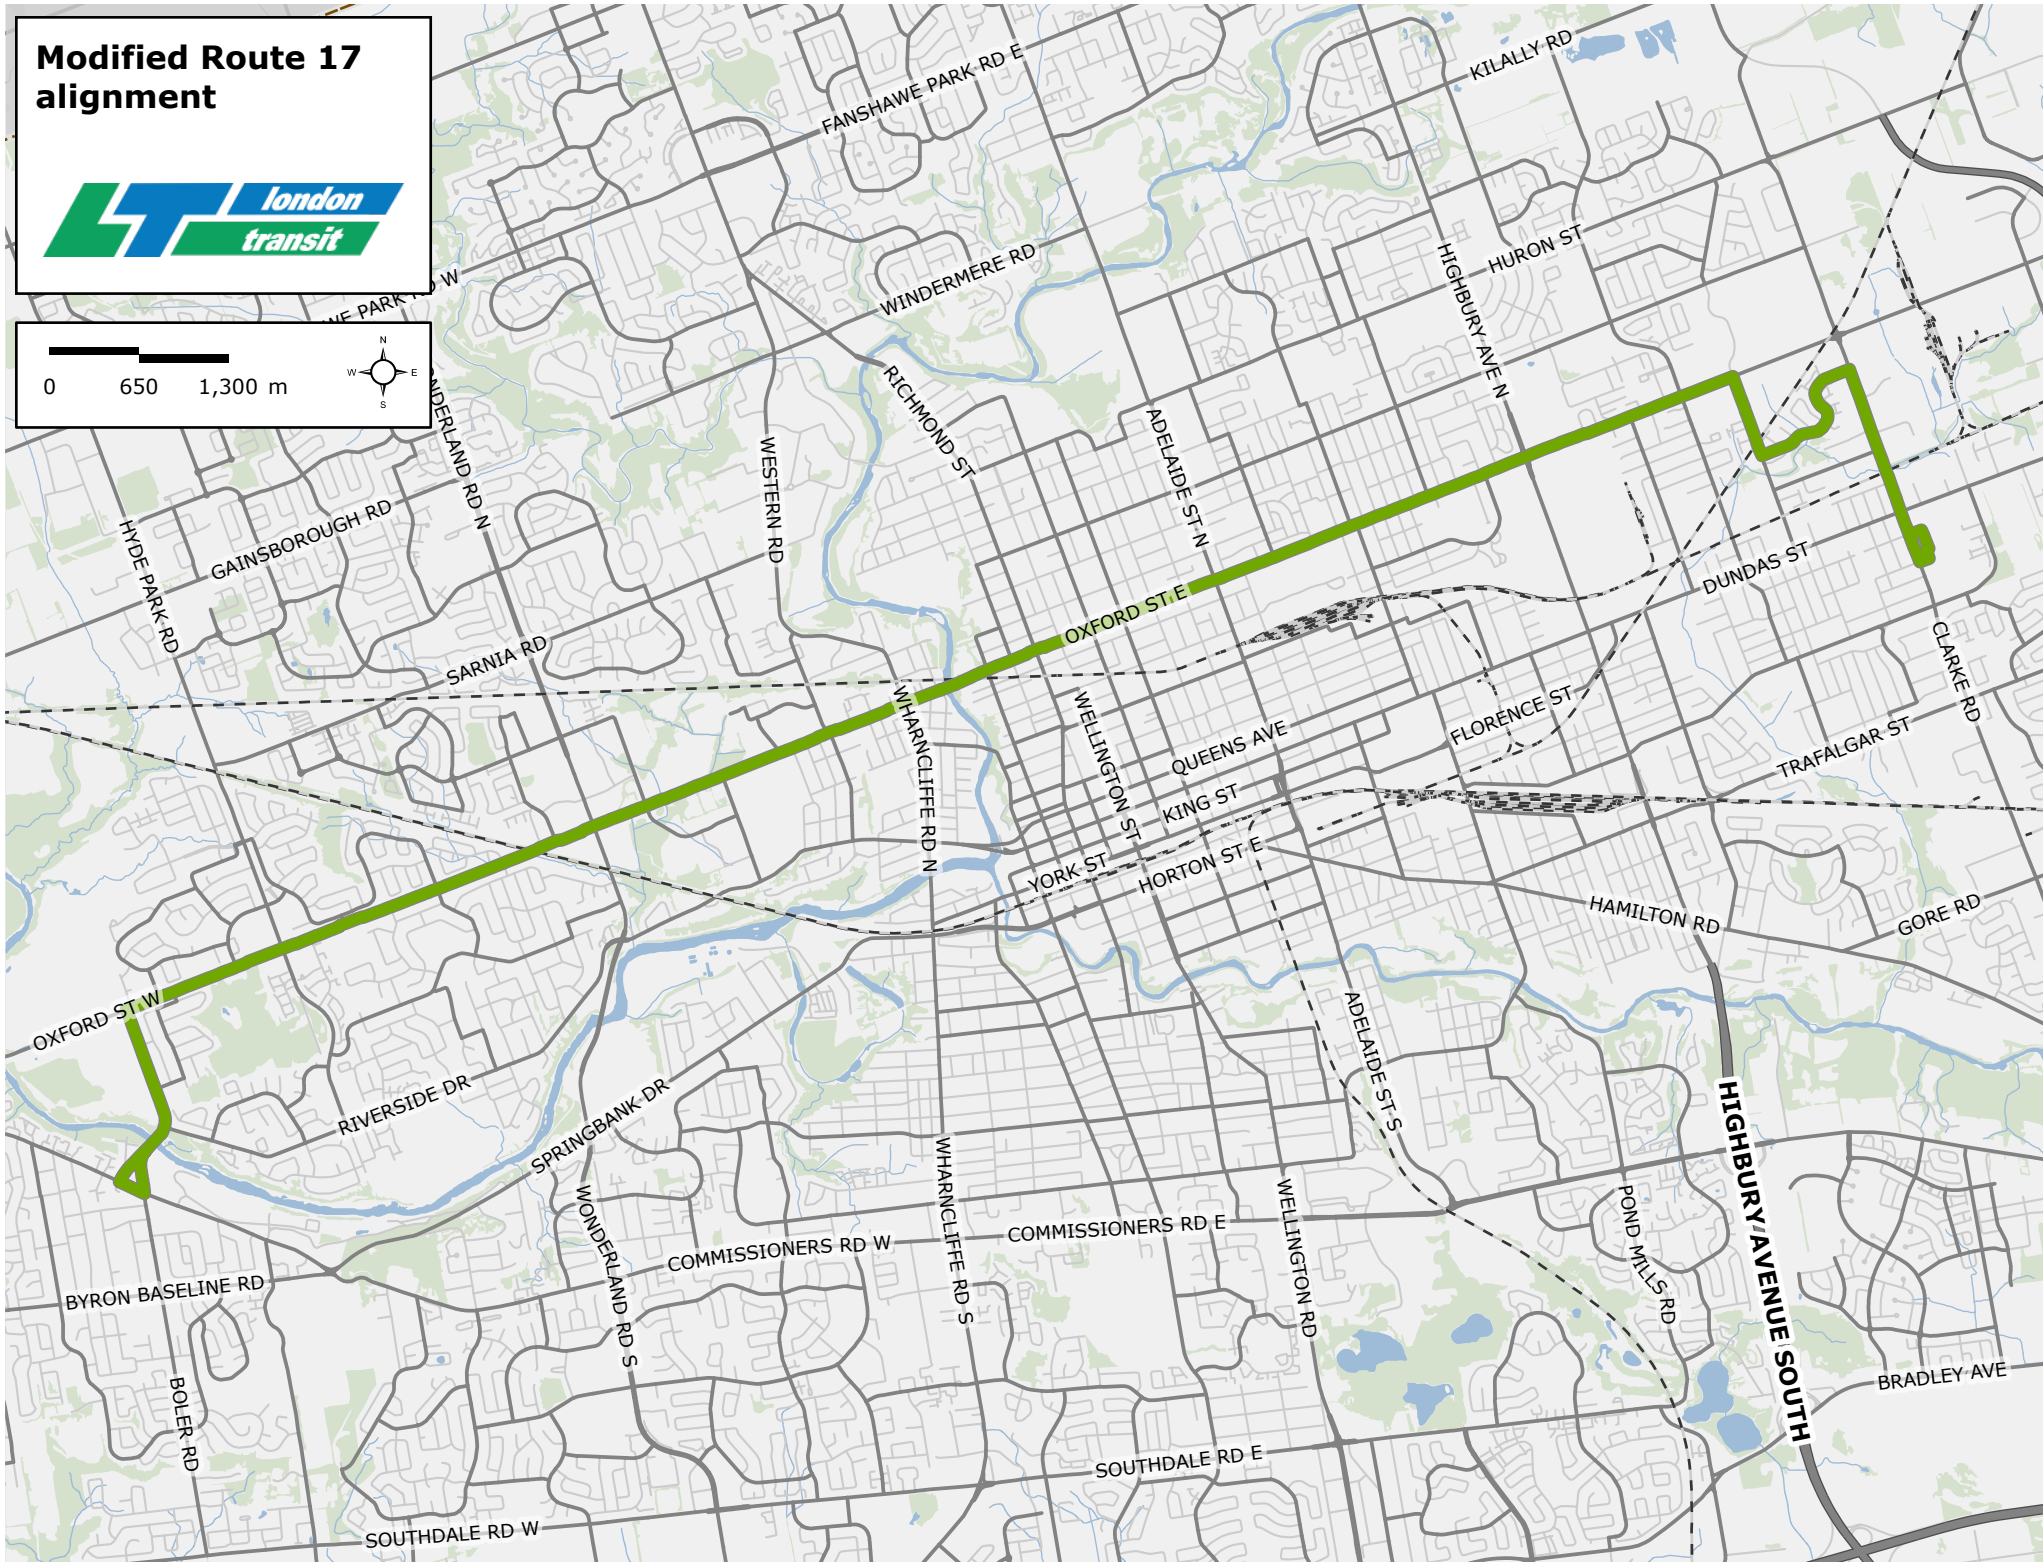 Modified Route 17
alignment
london
transit
0 650 1,300 m
N
W E
S
FANSHAWE PARK RD E
KILALLY RD
PARK RD W
WINDERMERE RD
HURON ST
HIGHBURY AVE N
RICHMOND ST
ADELAIDE ST N
WESTERN RD
RD N
GAINSBOROUGH RD
HYDE PARK RD
SARNIA RD
DUNDAS ST
OXFORD ST E
CLARKE RD
WHARNCLIFFE RD N
WELLINGTON ST
QUEENS AVE
FLORENCE ST
TRAFALGAR ST
KING ST
YORK ST
HORTON ST E
HAMILTON RD
GORE RD
OXFORD ST W
RIVERSIDE DR
SPRINGBANK DR
ADELAIDE ST S
HIGHBURY AVENUE SOUTH
WHARNCLIFFE RD S
WONDERLAND RD S
COMMISSIONERS RD W
COMMISSIONERS RD E
WELLINGTON RD
POND MILLS RD
BYRON BASELINE RD
BOLER RD
BRADLEY AVE
SOUTHDALE RD E
SOUTHDALE RD W